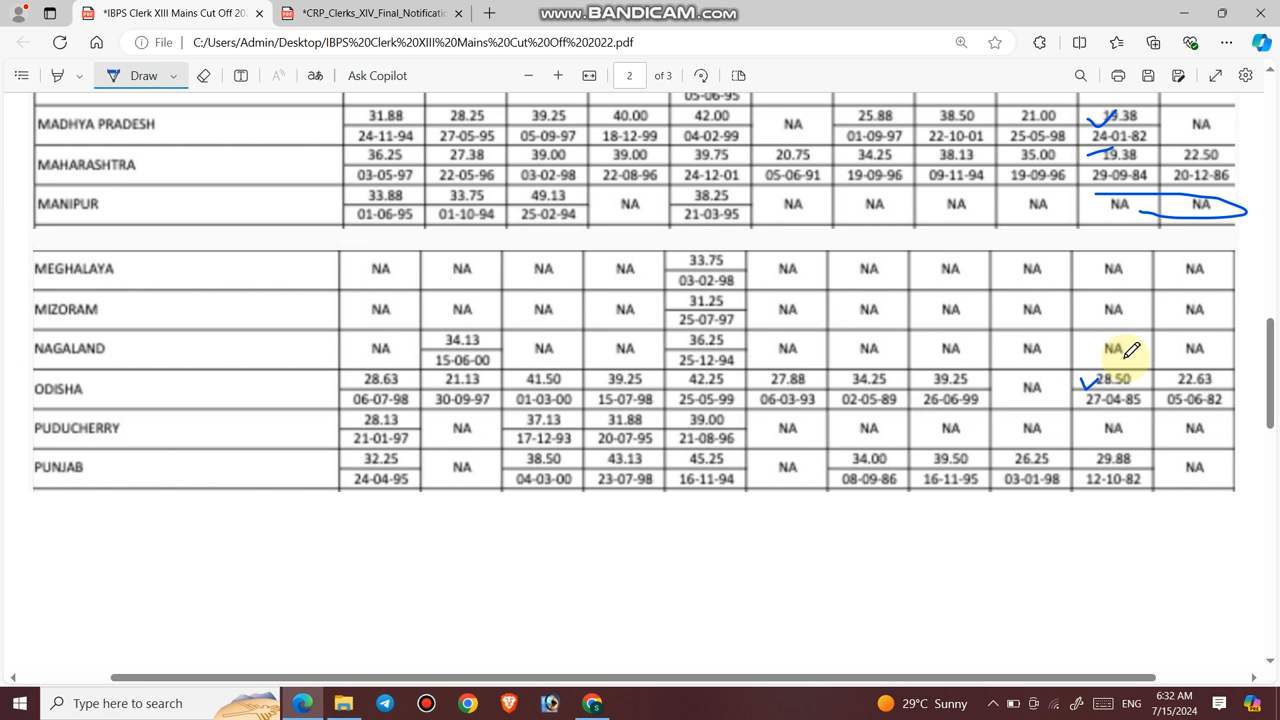 *IBPS Clerk XIII Mains Cut Off 20
*CRP_Clerks_XIV_Final_Notificatio
www.BANDICAM.com
File
C:/Users/Admin/Desktop/IBPS%20Clerk%20XIII%20Mains%20Cut%20Off%202022.pdf
Draw
Ask Copilot
2 of 3
05-06-95
MADHYA PRADESH 31.88 28.25 39.25 40.00 42.00 NA 25.88 38.50 21.00 19.38 NA
24-11-94 27-05-95 05-09-97 18-12-99 04-02-99 01-09-97 22-10-01 25-05-98 24-01-82
MAHARASHTRA 36.25 27.38 39.00 39.00 39.75 20.75 34.25 38.13 35.00 19.38 22.50
03-05-97 22-05-96 03-02-98 22-08-96 24-12-01 05-06-91 19-09-96 09-11-94 19-09-96 29-09-84 20-12-86
MANIPUR 33.88 33.75 49.13 NA 38.25 NA NA NA NA NA NA
01-06-95 01-10-94 25-02-94 21-03-95
MEGHALAYA NA NA NA NA 33.75 NA NA NA NA NA NA
03-02-98
MIZORAM NA NA NA NA 31.25 NA NA NA NA NA NA
25-07-97
NAGALAND NA 34.13 NA NA 36.25 NA NA NA NA NA NA
15-06-00 25-12-94
ODISHA 28.63 21.13 41.50 39.25 42.25 27.88 34.25 39.25 NA 28.50 22.63
06-07-98 30-09-97 01-03-00 15-07-98 25-05-99 06-03-93 02-05-89 26-06-99 27-04-85 05-06-82
PUDUCHERRY 28.13 NA 37.13 31.88 39.00 NA NA NA NA NA NA
21-01-97 17-12-93 20-07-95 21-08-96
PUNJAB 32.25 NA 38.50 43.13 45.25 NA 34.00 39.50 26.25 29.88 NA
24-04-95 04-03-00 23-07-98 16-11-94 08-09-86 16-11-95 03-01-98 12-10-82
Type here to search
29°C Sunny
ENG
6:32 AM
7/15/2024